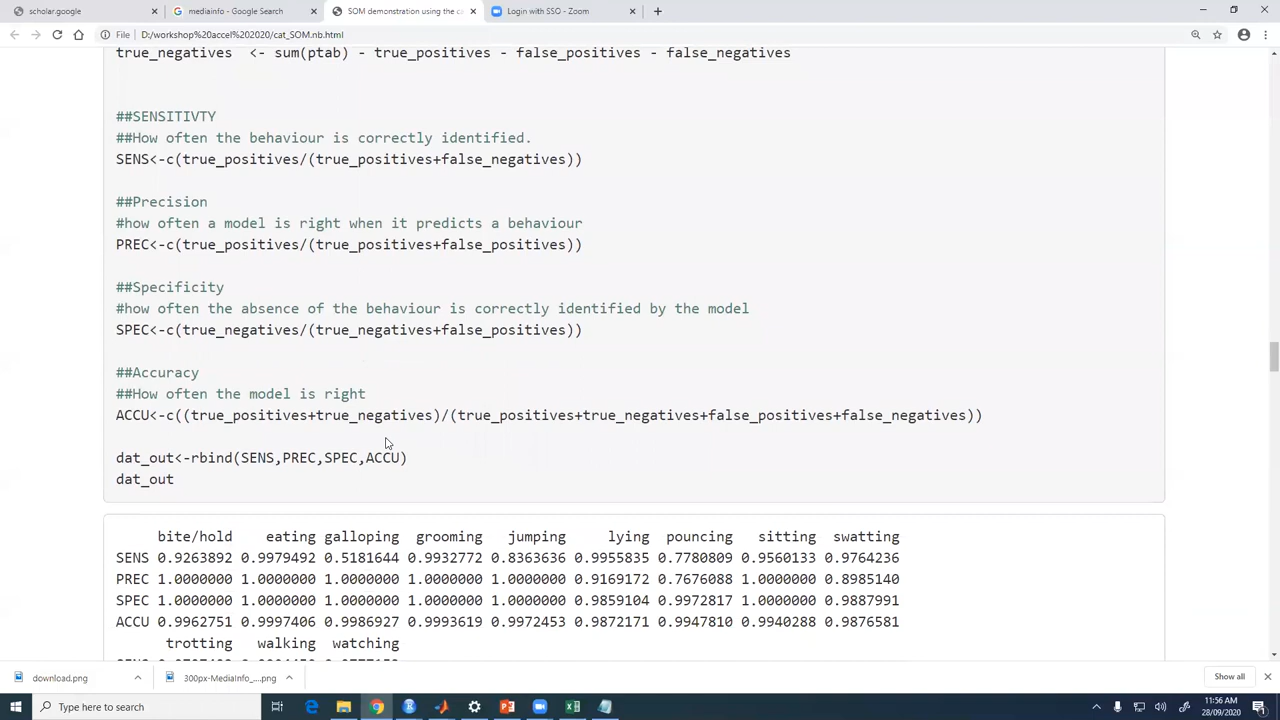 scholar.google
mediainfo - Google Search
SOM demonstration using the ca
Login with SSO - Zoom
File
D:/workshop%20accel%202020/cat_SOM.nb.html
true_negatives  <- sum(ptab) - true_positives - false_positives - false_negatives
##SENSITIVTY
##How often the behaviour is correctly identified.
SENS<-c(true_positives/(true_positives+false_negatives))
##Precision
#how often a model is right when it predicts a behaviour
PREC<-c(true_positives/(true_positives+false_positives))
##Specificity
#how often the absence of the behaviour is correctly identified by the model
SPEC<-c(true_negatives/(true_negatives+false_positives))
##Accuracy
##How often the model is right
ACCU<-c((true_positives+true_negatives)/(true_positives+true_negatives+false_positives+false_negatives))
dat_out<-rbind(SENS,PREC,SPEC,ACCU)
dat_out
bite/hold eating galloping grooming jumping lying pouncing sitting swatting
SENS 0.9263892 0.9979492 0.5181644 0.9932772 0.8363636 0.9955835 0.7780809 0.9560133 0.9764236
PREC 1.0000000 1.0000000 1.0000000 1.0000000 1.0000000 0.9169172 0.7676088 1.0000000 0.8985140
SPEC 1.0000000 1.0000000 1.0000000 1.0000000 1.0000000 0.9859104 0.9972817 1.0000000 0.9887991
ACCU 0.9962751 0.9997406 0.9986927 0.9993619 0.9972453 0.9872171 0.9947810 0.9940288 0.9876581
trotting walking watching
download.png
300px-MediaInfo_....png
Show all
Type here to search
11:56 AM
28/09/2020